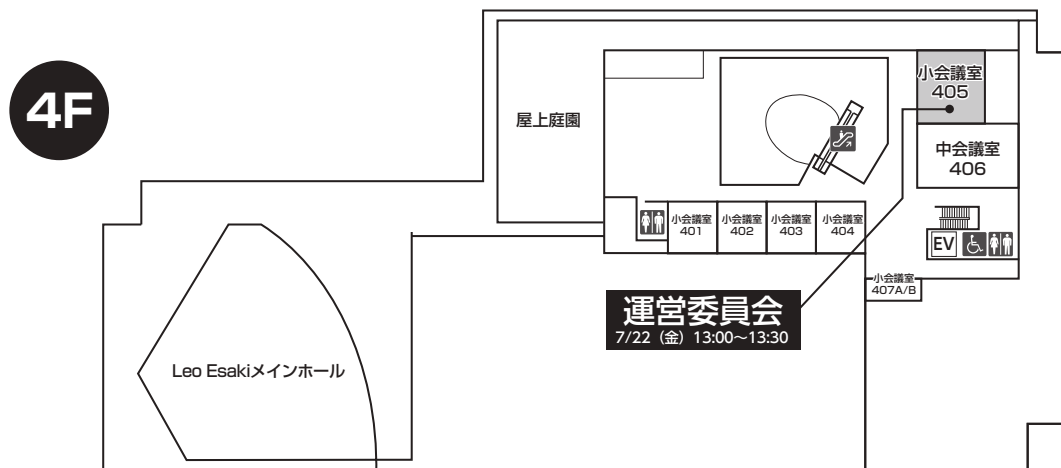 4F
屋上庭園
小会議室
405
中会議室
406
小会議室
401
小会議室
402
小会議室
403
小会議室
404
EV
小会議室
407A/B
運営委員会
7/22（金）13:00～13:30
Leo Esakiメインホール